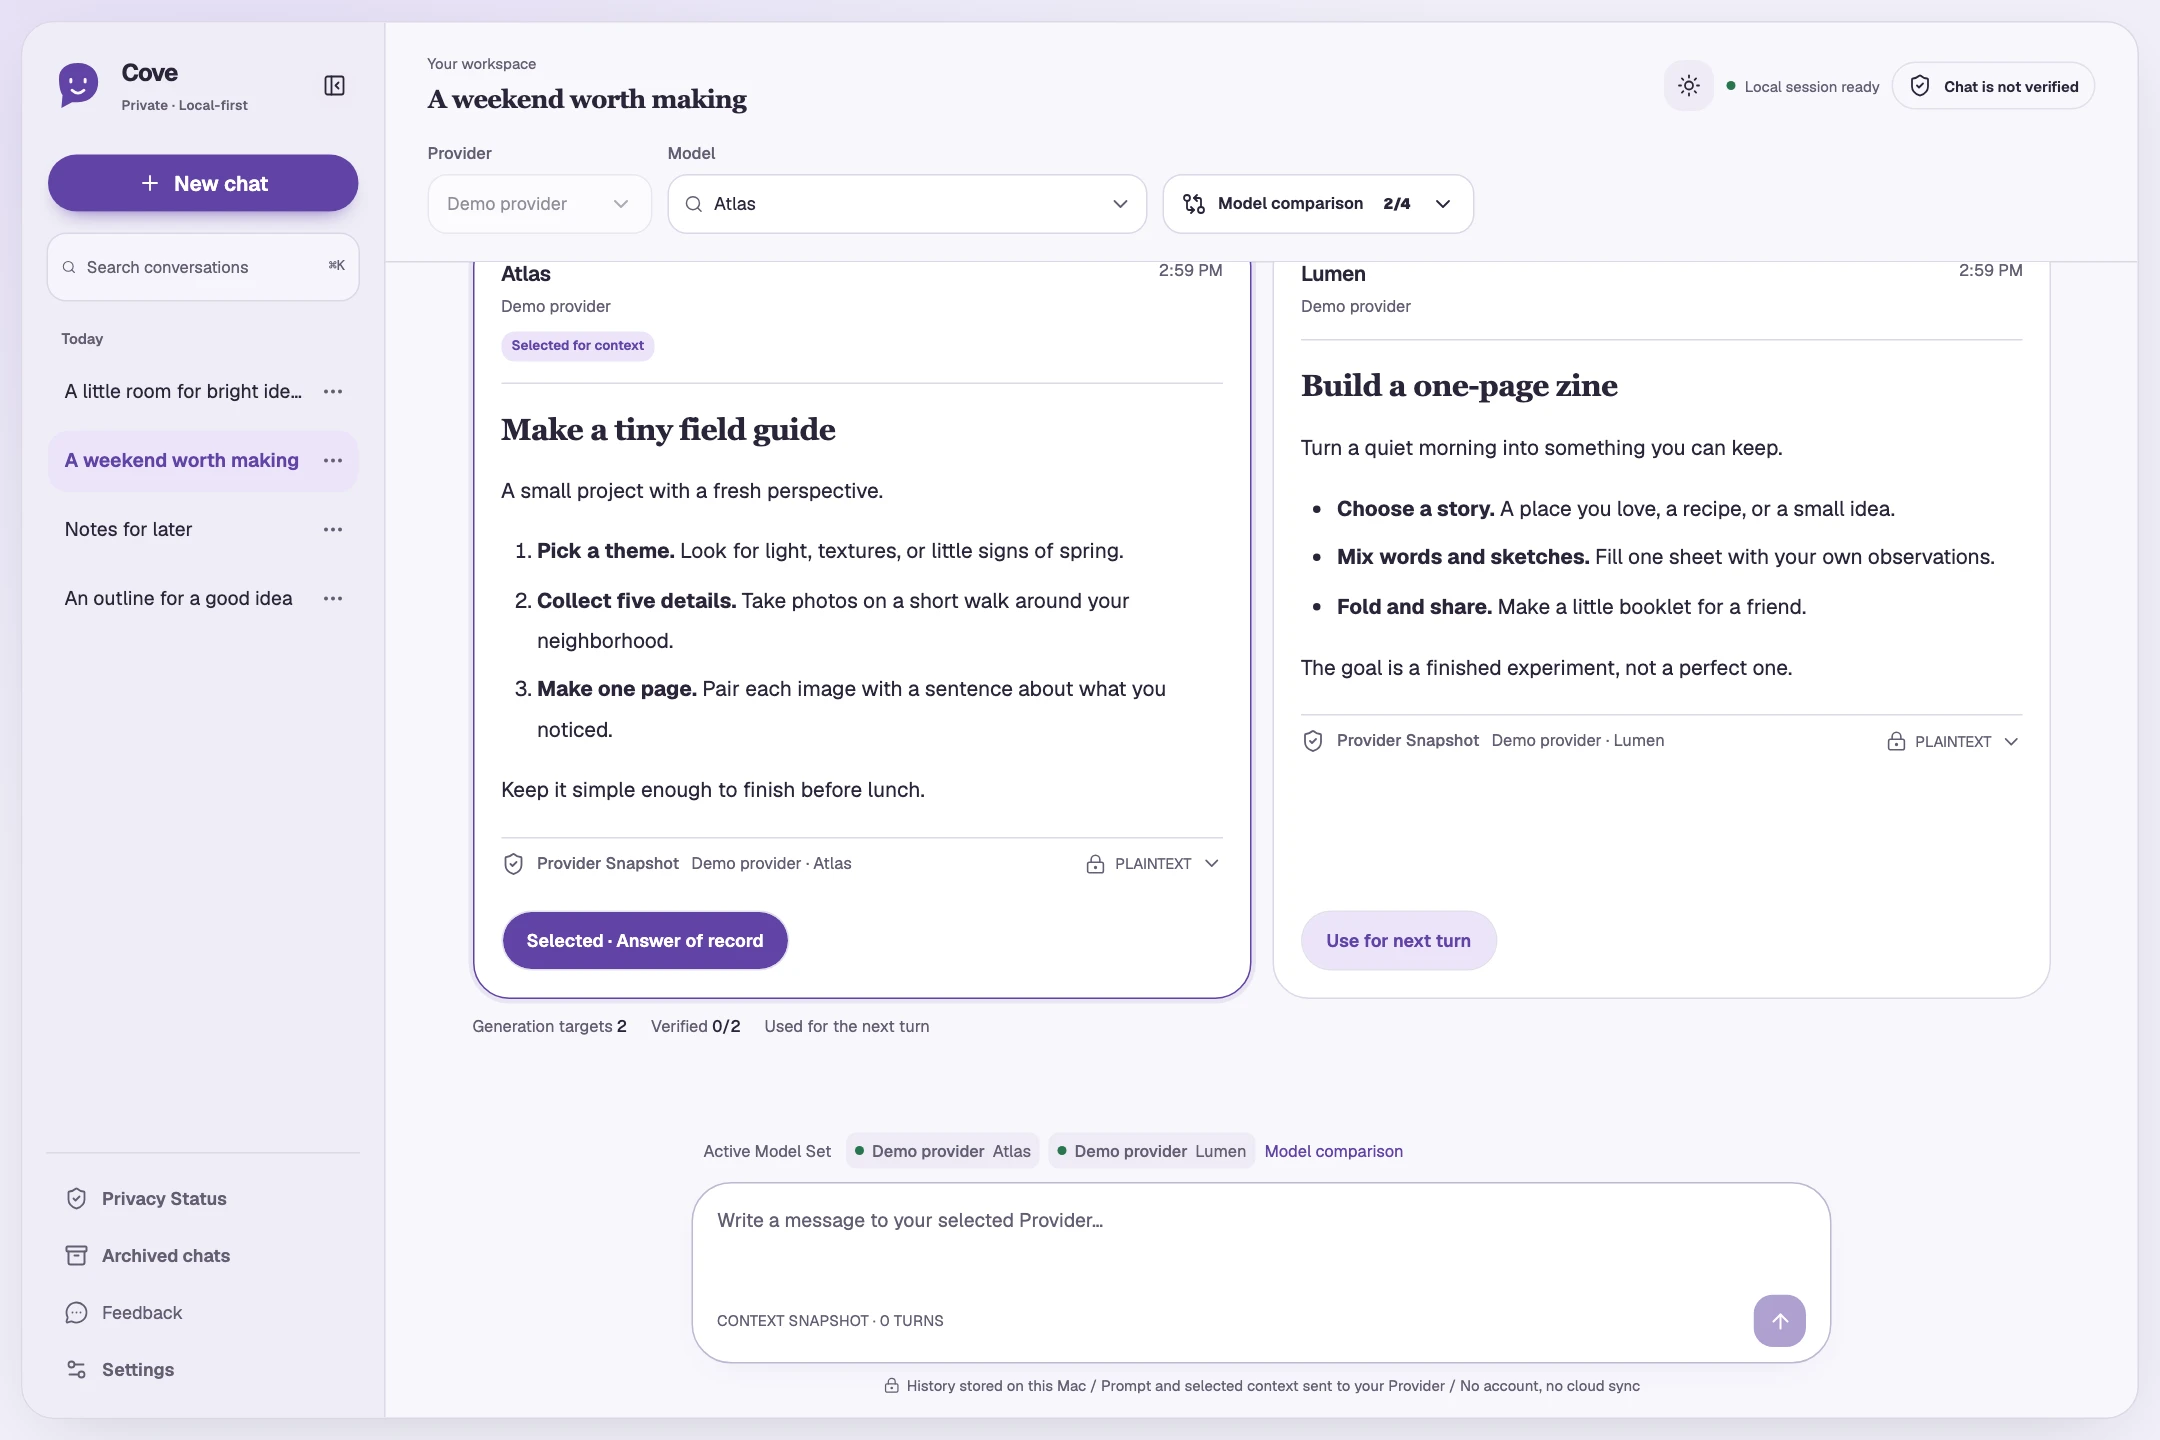 Cove
Private · Local-first
New chat
Search conversations
⌘K
Today
A little room for bright ide...
A weekend worth making
Notes for later
An outline for a good idea
Privacy Status
Archived chats
Feedback
Settings
Your workspace
A weekend worth making
Local session ready
Chat is not verified
Provider
Model
Demo provider
Atlas
Model comparison 2/4
Atlas
2:59 PM
Demo provider
Selected for context
Make a tiny field guide
A small project with a fresh perspective.
1. Pick a theme. Look for light, textures, or little signs of spring.
2. Collect five details. Take photos on a short walk around your
neighborhood.
3. Make one page. Pair each image with a sentence about what you
noticed.
Keep it simple enough to finish before lunch.
Provider Snapshot Demo provider · Atlas
PLAINTEXT
Selected · Answer of record
Lumen
2:59 PM
Demo provider
Build a one-page zine
Turn a quiet morning into something you can keep.
• Choose a story. A place you love, a recipe, or a small idea.
• Mix words and sketches. Fill one sheet with your own observations.
• Fold and share. Make a little booklet for a friend.
The goal is a finished experiment, not a perfect one.
Provider Snapshot Demo provider · Lumen
PLAINTEXT
Use for next turn
Generation targets 2 Verified 0/2 Used for the next turn
Active Model Set Demo provider Atlas Demo provider Lumen Model comparison
Write a message to your selected Provider...
CONTEXT SNAPSHOT · 0 TURNS
History stored on this Mac / Prompt and selected context sent to your Provider / No account, no cloud sync